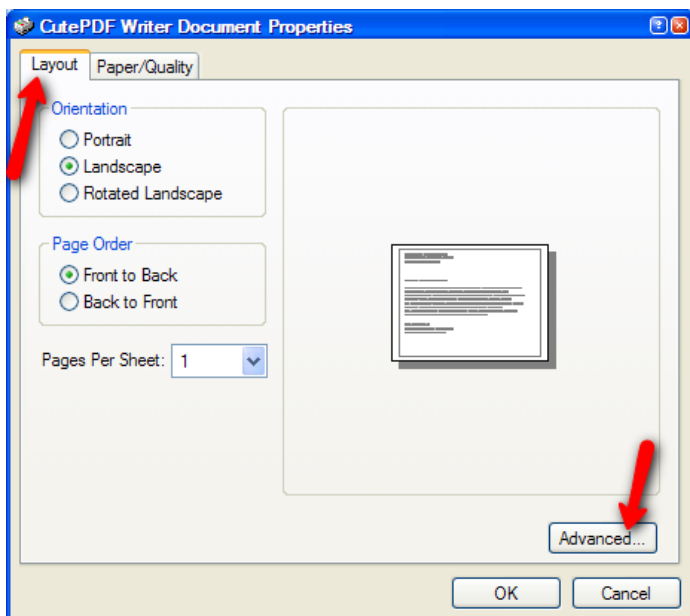 CutePDF Writer Document Properties
Layout
Paper/Quality
Orientation
Portrait
Landscape
Rotated Landscape
Page Order
Front to Back
Back to Front
Pages Per Sheet: 1
Advanced...
OK
Cancel